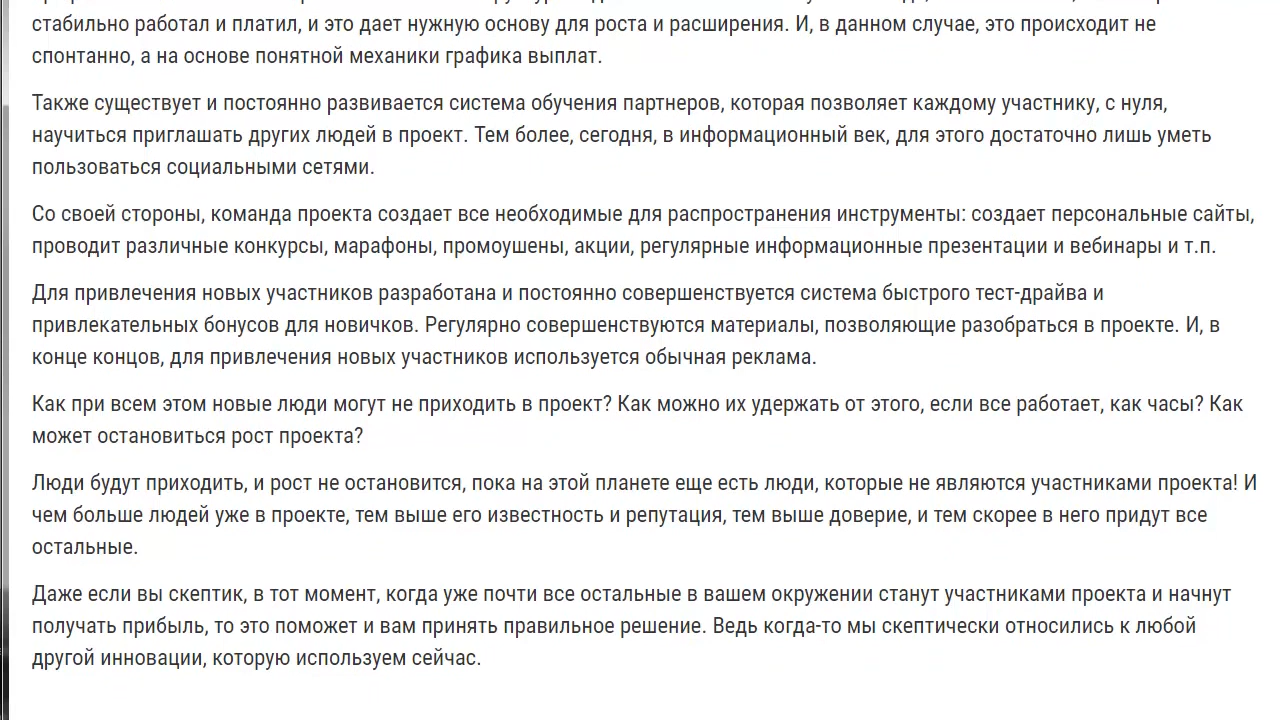 стабильно работал и платил, и это дает нужную основу для роста и расширения. И, в данном случае, это происходит не
спонтанно, а на основе понятной механики графика выплат.
Также существует и постоянно развивается система обучения партнеров, которая позволяет каждому участнику, с нуля,
научиться приглашать других людей в проект. Тем более, сегодня, в информационный век, для этого достаточно лишь уметь
пользоваться социальными сетями.
Со своей стороны, команда проекта создает все необходимые для распространения инструменты: создает персональные сайты,
проводит различные конкурсы, марафоны, промоушены, акции, регулярные информационные презентации и вебинары и т.п.
Для привлечения новых участников разработана и постоянно совершенствуется система быстрого тест-драйва и
привлекательных бонусов для новичков. Регулярно совершенствуются материалы, позволяющие разобраться в проекте. И, в
конце концов, для привлечения новых участников используется обычная реклама.
Как при всем этом новые люди могут не приходить в проект? Как можно их удержать от этого, если все работает, как часы? Как
может остановиться рост проекта?
Люди будут приходить, и рост не остановится, пока на этой планете еще есть люди, которые не являются участниками проекта! И
чем больше людей уже в проекте, тем выше его известность и репутация, тем выше доверие, и тем скорее в него придут все
остальные.
Даже если вы скептик, в тот момент, когда уже почти все остальные в вашем окружении станут участниками проекта и начнут
получать прибыль, то это поможет и вам принять правильное решение. Ведь когда-то мы скептически относились к любой
другой инновации, которую используем сейчас.